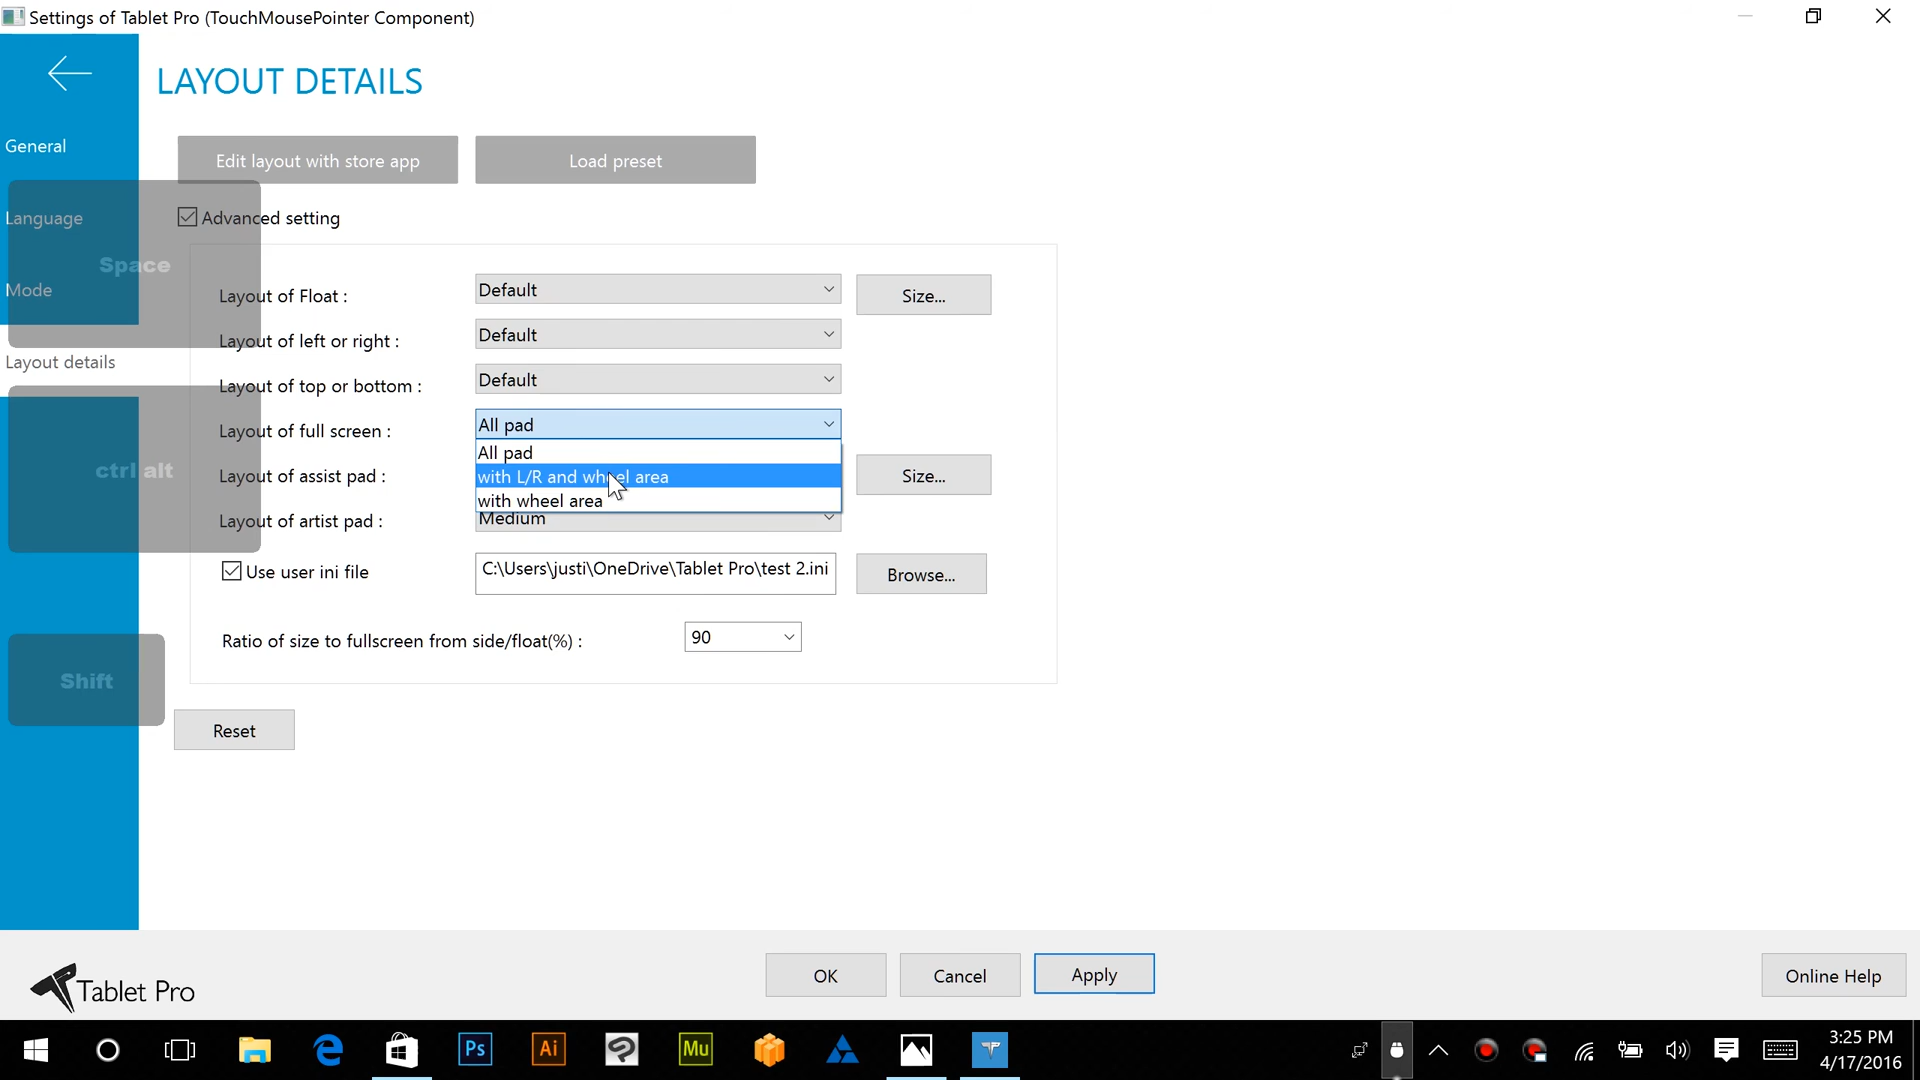 Settings of Tablet Pro (TouchMousePointer Component)
LAYOUT DETAILS
General
Language
Mode
Layout details
Space
ctrl alt
Shift
Edit layout with store app
Load preset
Advanced setting
Layout of Float :
Default
Size...
Layout of left or right :
Default
Layout of top or bottom :
Default
Layout of full screen :
All pad
All pad
with L/R and wheel area
with wheel area
Layout of assist pad :
Size...
Layout of artist pad :
Medium
Use user ini file
C:\Users\justi\OneDrive\Tablet Pro\test 2.ini
Browse...
Ratio of size to fullscreen from side/float(%) :
90
Reset
Tablet Pro
OK
Cancel
Apply
Online Help
Ps
Ai
Mu
3:25 PM
4/17/2016